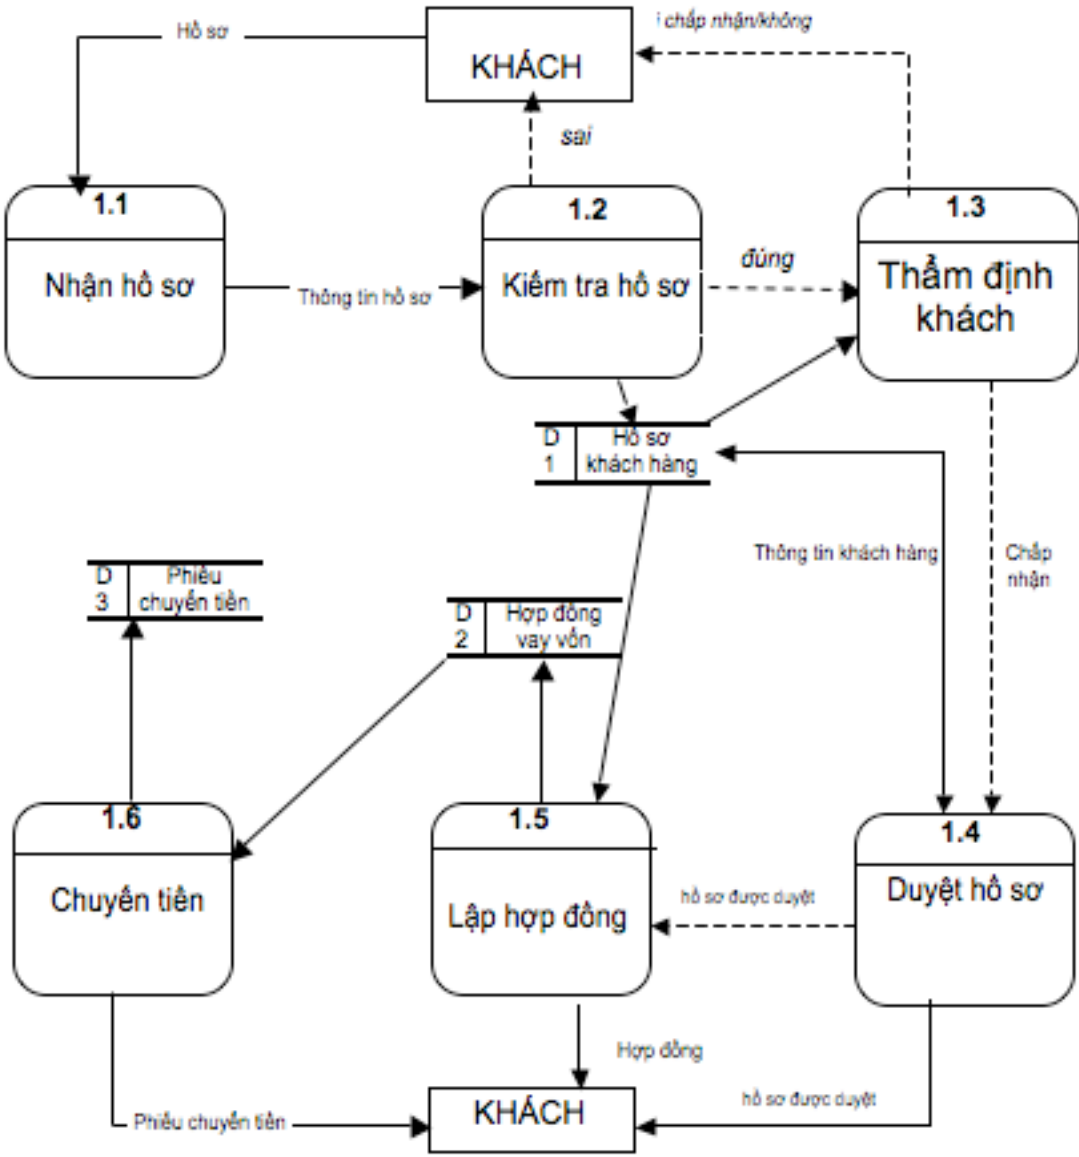 Hồ sơ
i chấp nhận/không
KHÁCH
sai
1.1
1.2
1.3
Nhận hồ sơ
Thông tin hồ sơ
Kiểm tra hồ sơ
đúng
Thẩm định
khách
D
1
Hồ sơ
khách hàng
Thông tin khách hàng
Chấp
nhận
D
3
Phiếu
chuyển tiền
D
2
Hợp đồng
vay vốn
1.6
1.5
1.4
Chuyển tiền
Lập hợp đồng
hồ sơ được duyệt
Duyệt hồ sơ
Hợp đồng
Phiếu chuyển tiền
KHÁCH
hồ sơ được duyệt